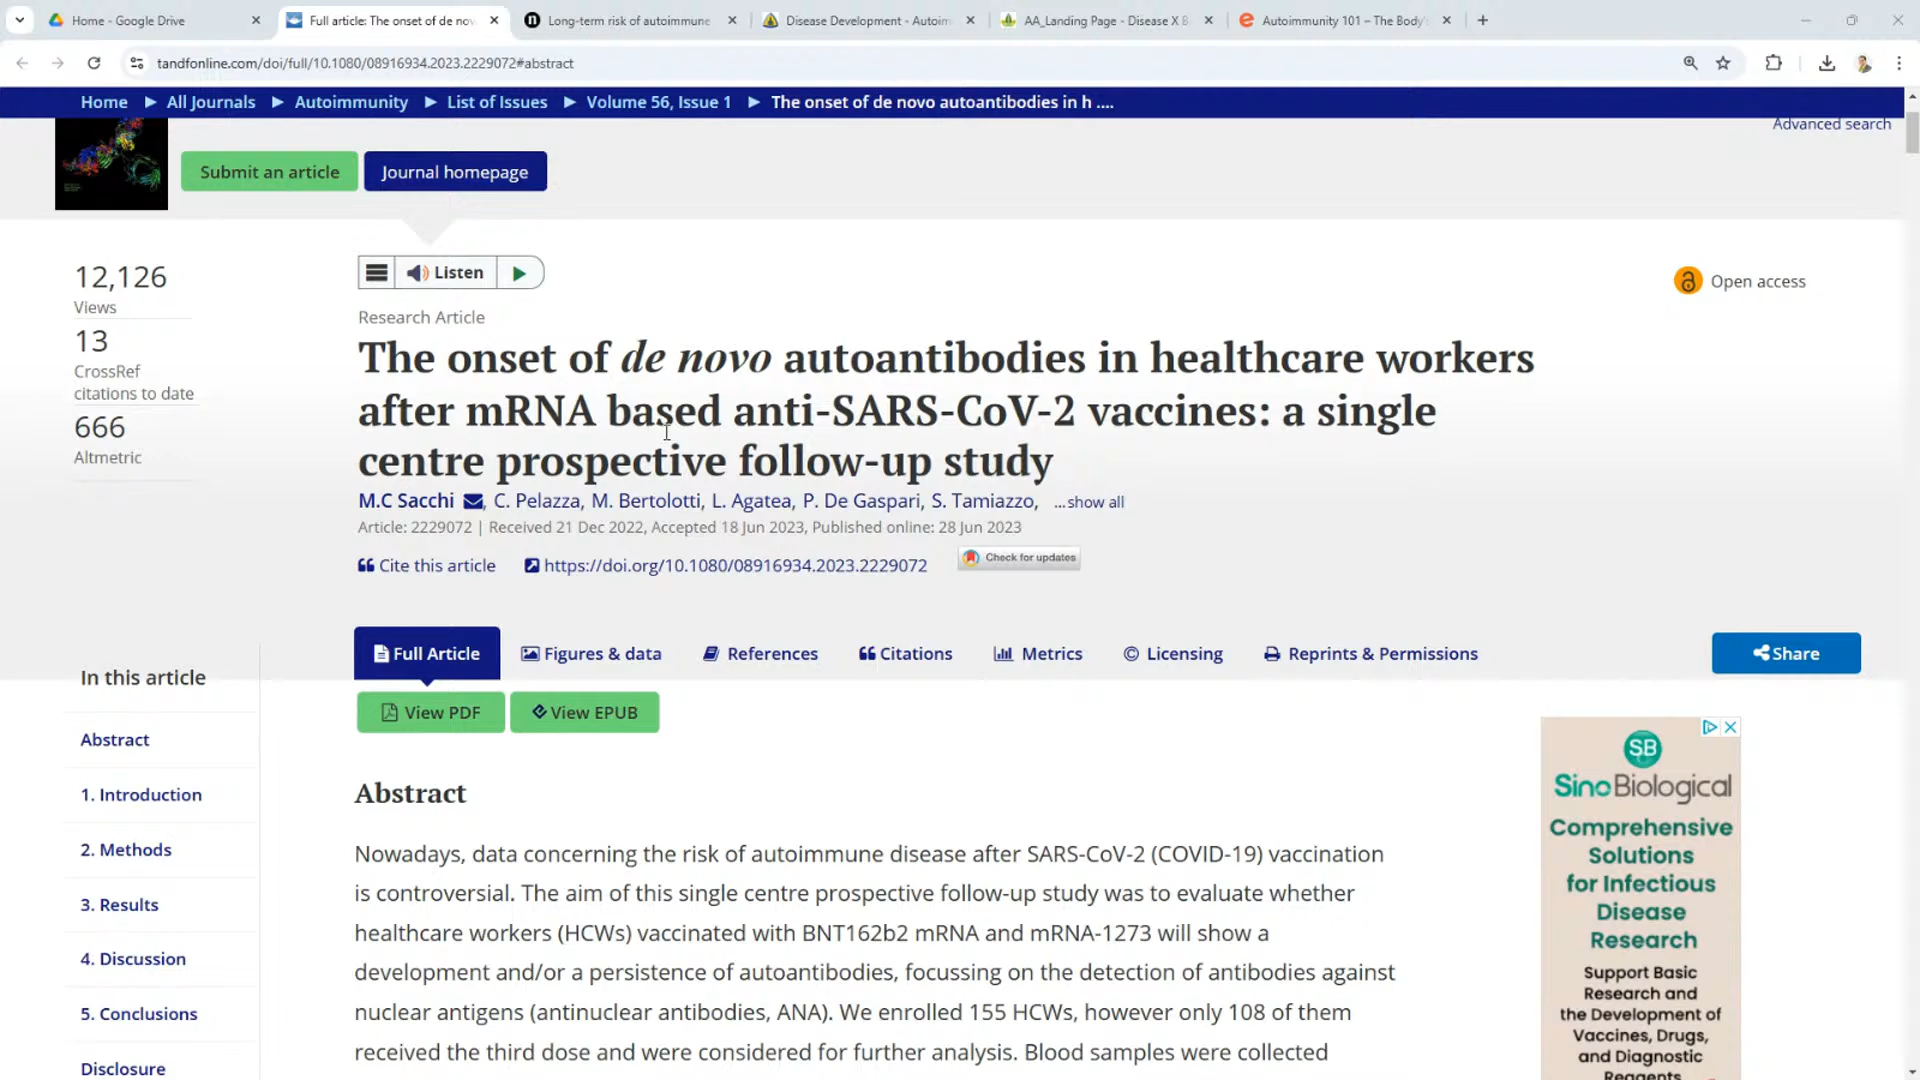 Home - Google Drive
Full article: The onset of de nov
Long-term risk of autoimmune
Disease Development - Autoim
AA_Landing Page - Disease X B
Autoimmunity 101 – The Body's
tandfonline.com/doi/full/10.1080/08916934.2023.2229072#abstract
Home ▶ All Journals ▶ Autoimmunity ▶ List of Issues ▶ Volume 56, Issue 1 ▶ The onset of de novo autoantibodies in h ....
Advanced search
Submit an article
Journal homepage
12,126
Views
13
CrossRef
citations to date
666
Altmetric
Listen
Open access
Research Article
The onset of de novo autoantibodies in healthcare workers
after mRNA based anti-SARS-CoV-2 vaccines: a single
centre prospective follow-up study
M.C Sacchi, C. Pelazza, M. Bertolotti, L. Agatea, P. De Gaspari, S. Tamiazzo, ...show all
Article: 2229072 | Received 21 Dec 2022, Accepted 18 Jun 2023, Published online: 28 Jun 2023
Cite this article
https://doi.org/10.1080/08916934.2023.2229072
Check for updates
Full Article
Figures & data
References
Citations
Metrics
Licensing
Reprints & Permissions
Share
View PDF
View EPUB
In this article
Abstract
1. Introduction
2. Methods
3. Results
4. Discussion
5. Conclusions
Disclosure
Abstract
Nowadays, data concerning the risk of autoimmune disease after SARS-CoV-2 (COVID-19) vaccination
is controversial. The aim of this single centre prospective follow-up study was to evaluate whether
healthcare workers (HCWs) vaccinated with BNT162b2 mRNA and mRNA-1273 will show a
development and/or a persistence of autoantibodies, focussing on the detection of antibodies against
nuclear antigens (antinuclear antibodies, ANA). We enrolled 155 HCWs, however only 108 of them
received the third dose and were considered for further analysis. Blood samples were collected
SB
SinoBiological
Comprehensive
Solutions
for Infectious
Disease
Research
Support Basic
Research and
the Development of
Vaccines, Drugs,
and Diagnostic
Reagents